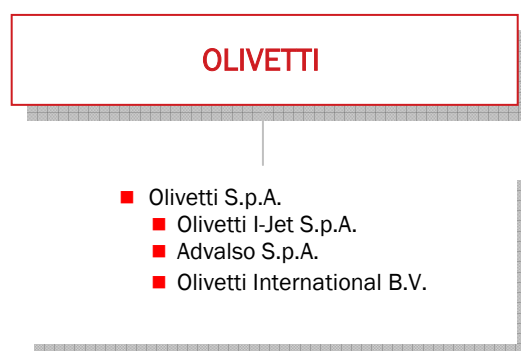 OLIVETTI
Olivetti S.p.A.
Olivetti I-Jet S.p.A.
Advalso S.p.A.
Olivetti International B.V.